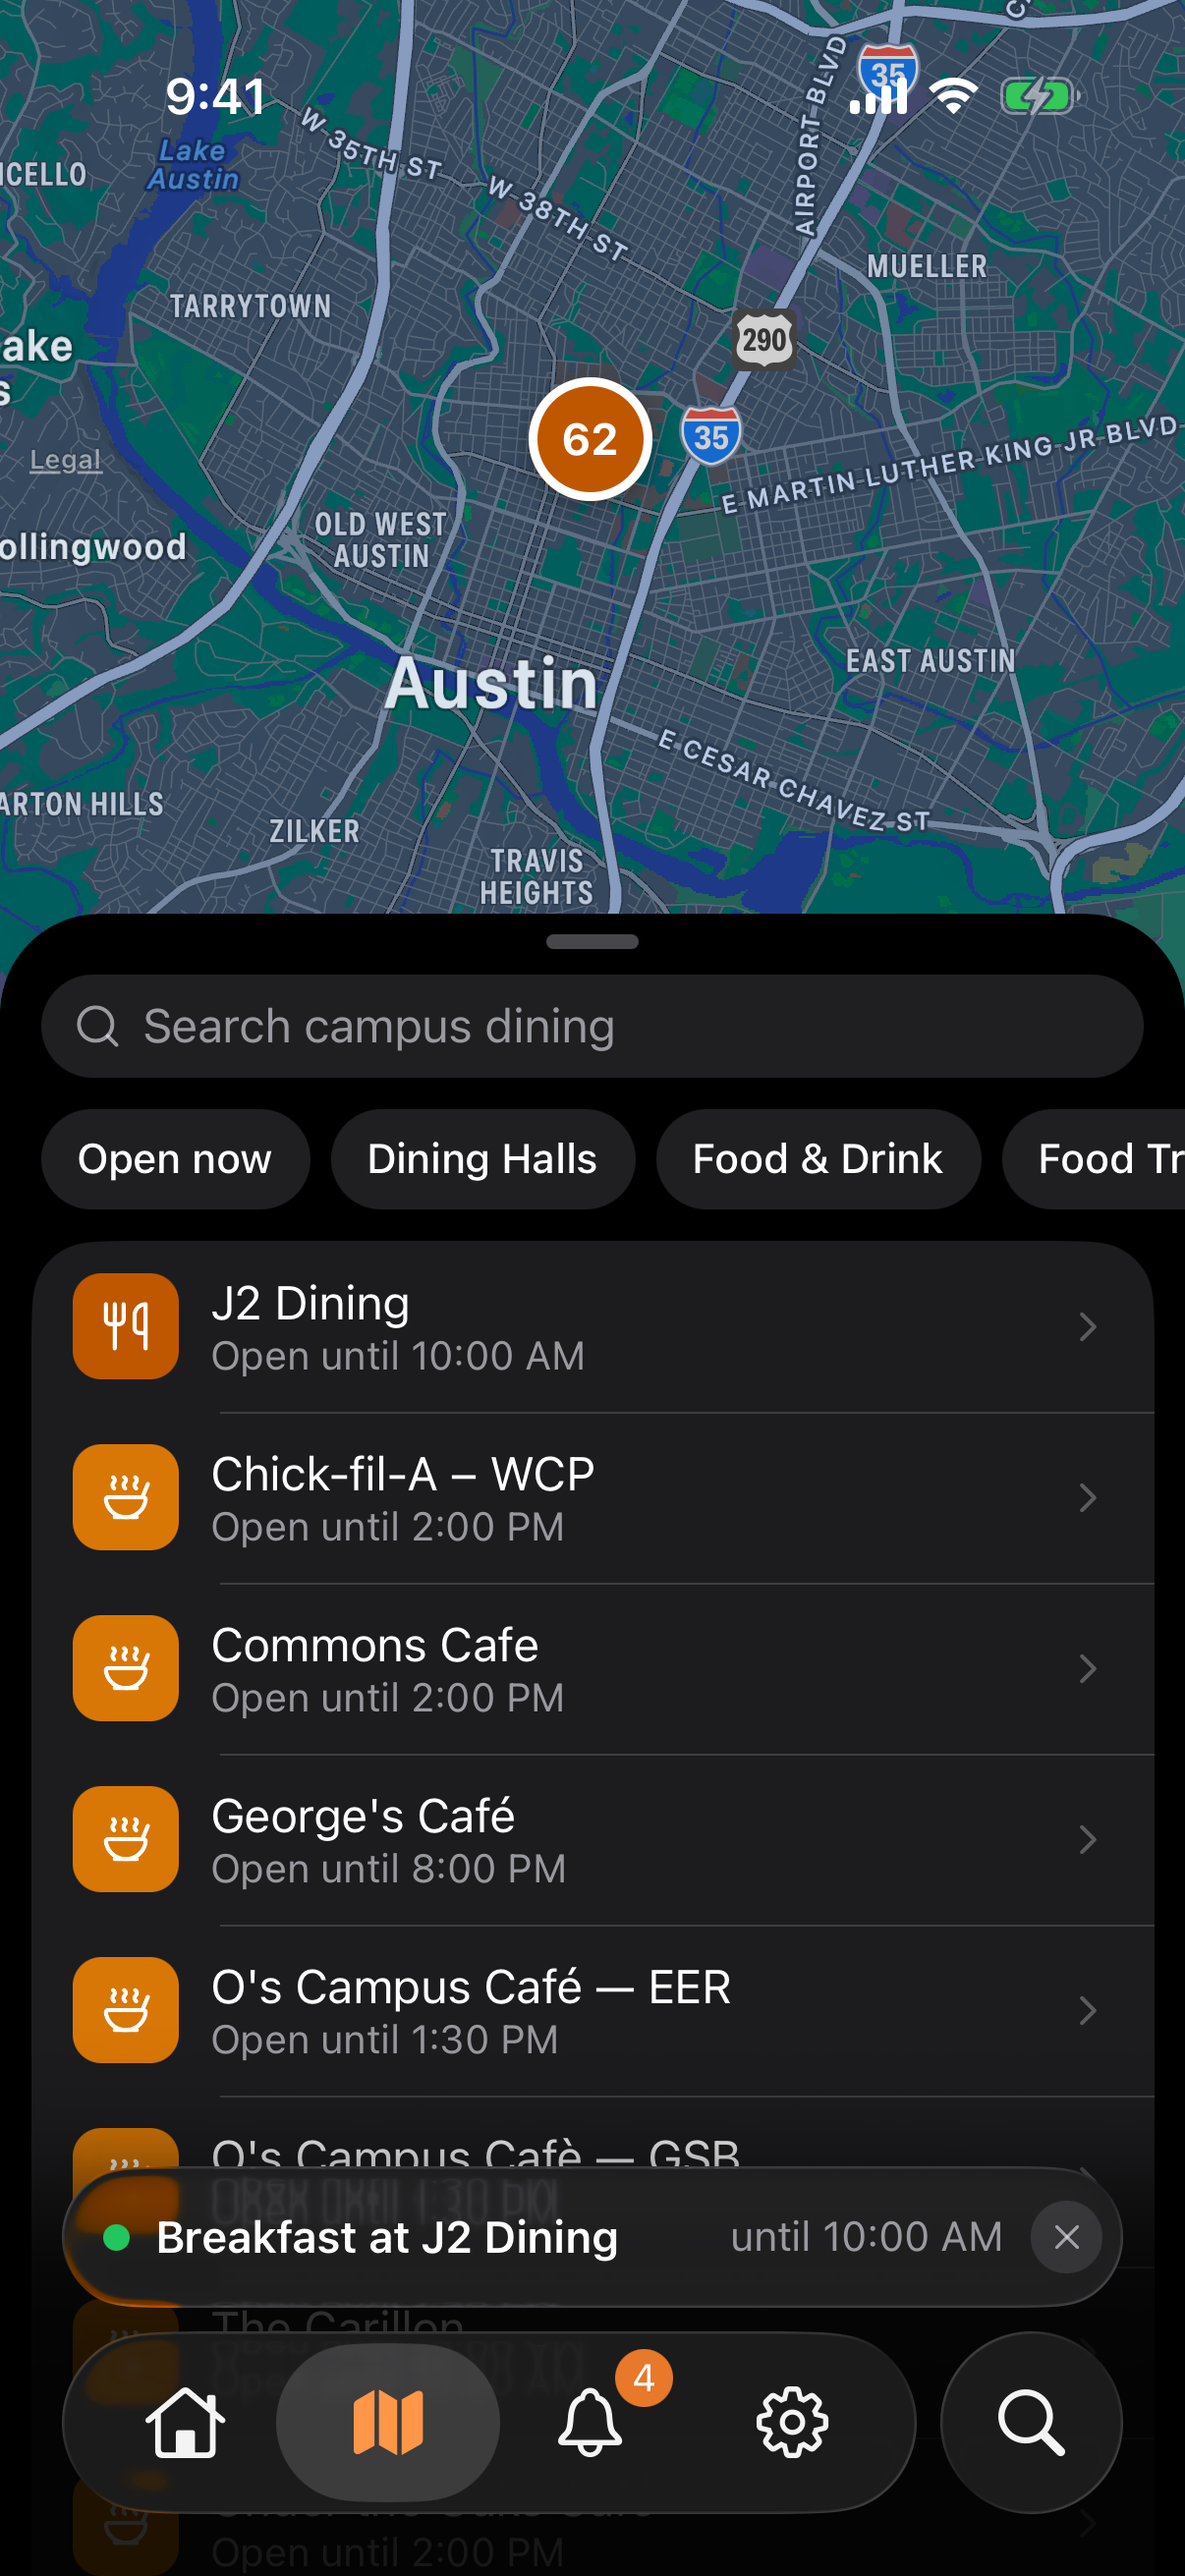 9:41
35
AIRPORT BLVD
Lake
Austin
W 35TH ST
W 38TH ST
MUELLER
TARRYTOWN
290
62
35
Legal
E MARTIN LUTHER KING JR BLVD
OLD WEST
AUSTIN
Austin
EAST AUSTIN
E CESAR CHAVEZ ST
ZILKER
TRAVIS
HEIGHTS
Search campus dining
Open now
Dining Halls
Food & Drink
Food Tr
J2 Dining
Open until 10:00 AM
Chick-fil-A – WCP
Open until 2:00 PM
Commons Cafe
Open until 2:00 PM
George's Café
Open until 8:00 PM
O's Campus Café — EER
Open until 1:30 PM
O's Campus Cafè — GSB
Breakfast at J2 Dining
until 10:00 AM
The Carillon
4
Open until 2:00 PM